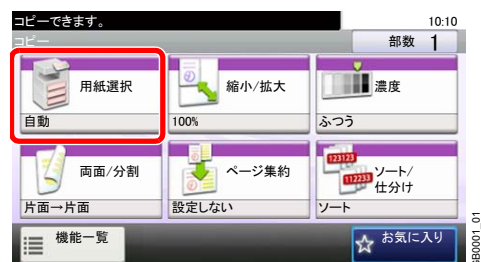 コピーできます。
10:10
コピー
部数 1
用紙選択
自動
縮小/拡大
100%
濃度
ふつう
両面/分割
片面→片面
ページ集約
設定しない
123123
112233
ソート/
仕分け
ソート
機能一覧
お気に入り
GB0001_01